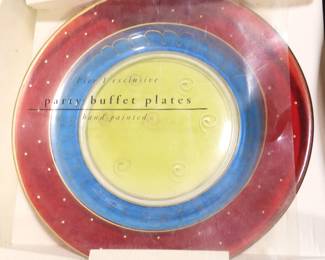 Pier 1 exclusive
party buffet plates
hand-painted